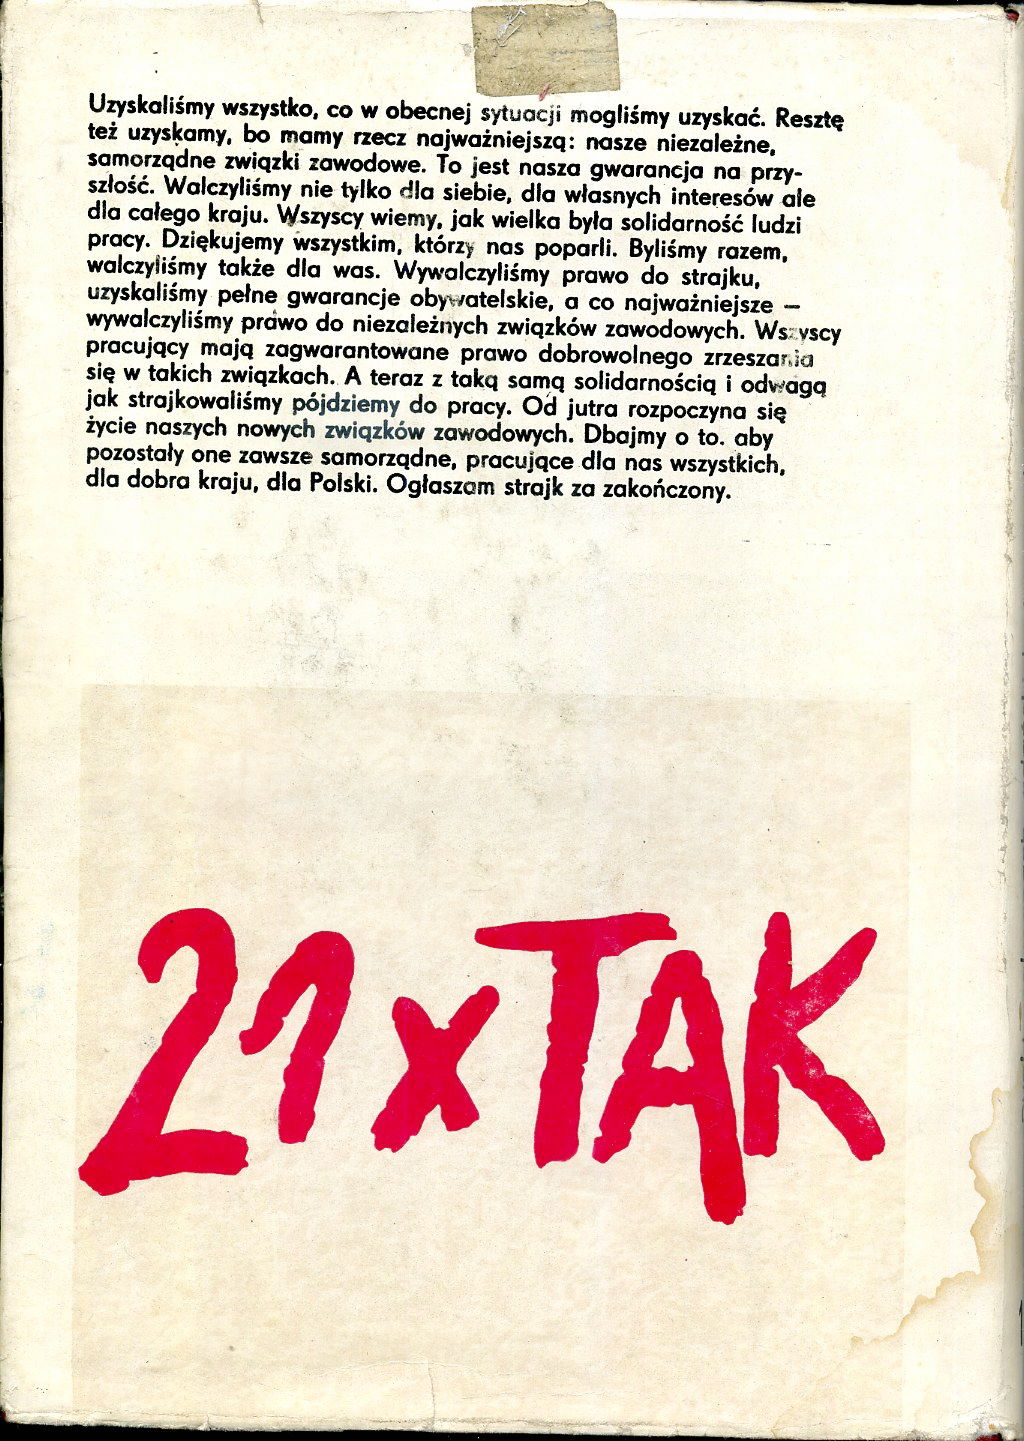 Uzyskaliśmy wszystko, co w obecnej sytuacji mogliśmy uzyskać. Resztę
też uzyskamy, bo mamy rzecz najważniejszą: nasze niezależne,
samorządne związki zawodowe. To jest nasza gwarancja na przy-
szłość. Walczyliśmy nie tylko dla siebie, dla własnych interesów ale
dla całego kraju. Wszyscy wiemy, jak wielka była solidarność ludzi
pracy. Dziękujemy wszystkim, którzy nas poparli. Byliśmy razem,
walczyliśmy także dla was. Wywalczyliśmy prawo do strajku,
uzyskaliśmy pełne gwarancje obywatelskie, a co najważniejsze –
wywalczyliśmy prawo do niezależnych związków zawodowych. Wszyscy
pracujący mają zagwarantowane prawo dobrowolnego zrzeszania
się w takich związkach. A teraz z taką samą solidarnością i odwagą
jak strajkowaliśmy pójdziemy do pracy. Od jutra rozpoczyna się
życie naszych nowych związków zawodowych. Dbajmy o to. aby
pozostały one zawsze samorządne, pracujące dla nas wszystkich,
dla dobra kraju, dla Polski. Ogłaszam strajk za zakończony.
21 x TAK